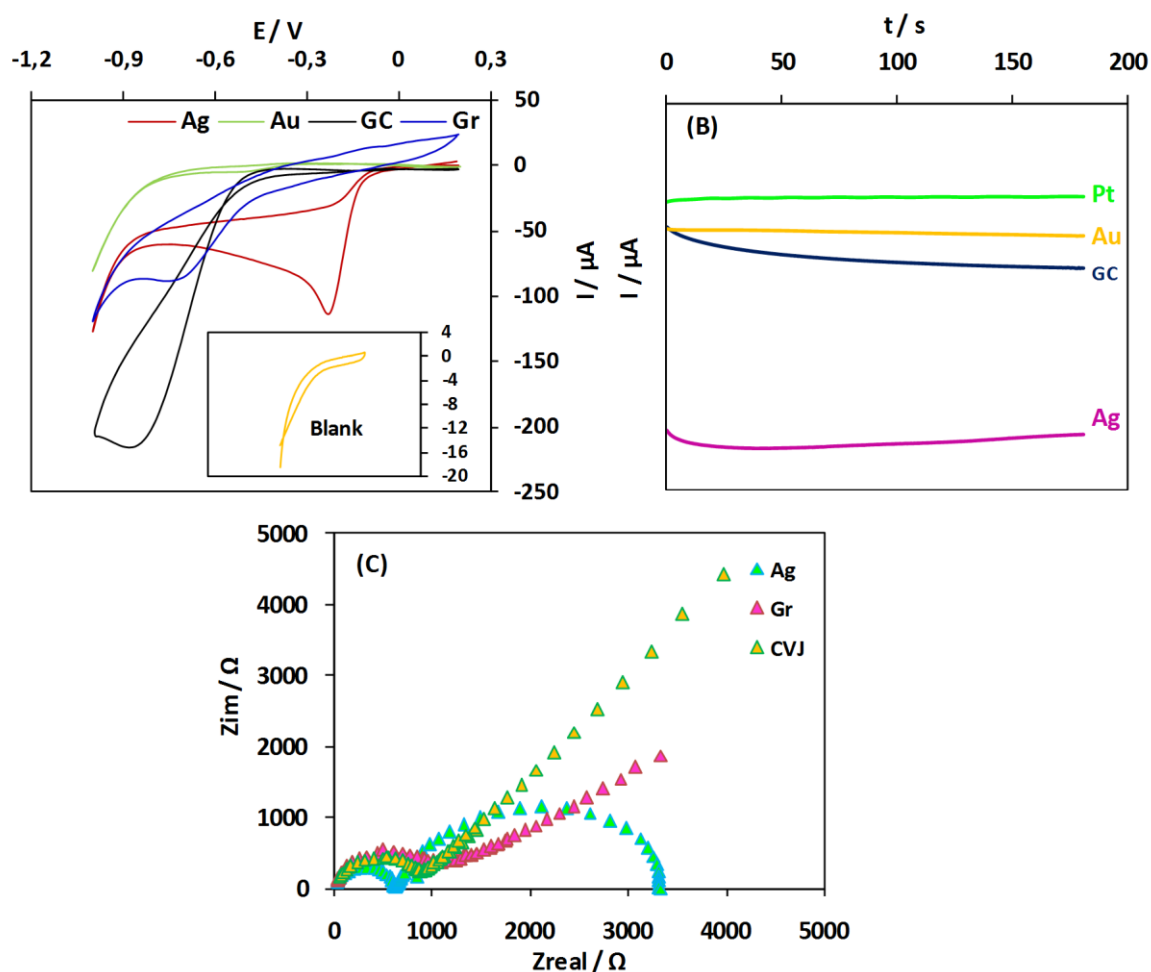 E / V
-1,2 -0,9 -0,6 -0,3 0 0,3
Ag Au GC Gr
50
0
-50
-100
-150
-200
-250
I / µA
4
0
-4
-8
-12
-16
-20
Blank
t / s
0 50 100 150 200
(B)
I / µA
Pt
Au
GC
Ag
(C)
5000
4000
3000
2000
1000
0
Zim / Ω
Ag
Gr
CVJ
0 1000 2000 3000 4000 5000
Zreal / Ω